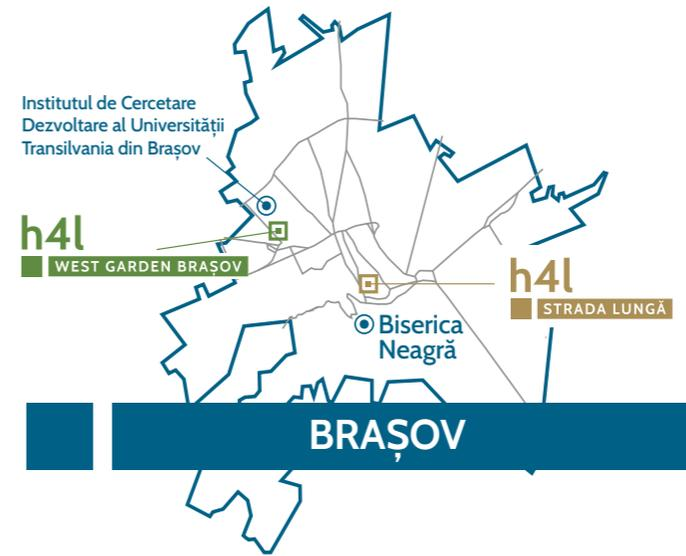 Institutul de Cercetare
Dezvoltare al Universității
Transilvania din Brașov
h4l
WEST GARDEN BRAȘOV
h4l
STRADA LUNGĂ
Biserica
Neagră
BRAȘOV